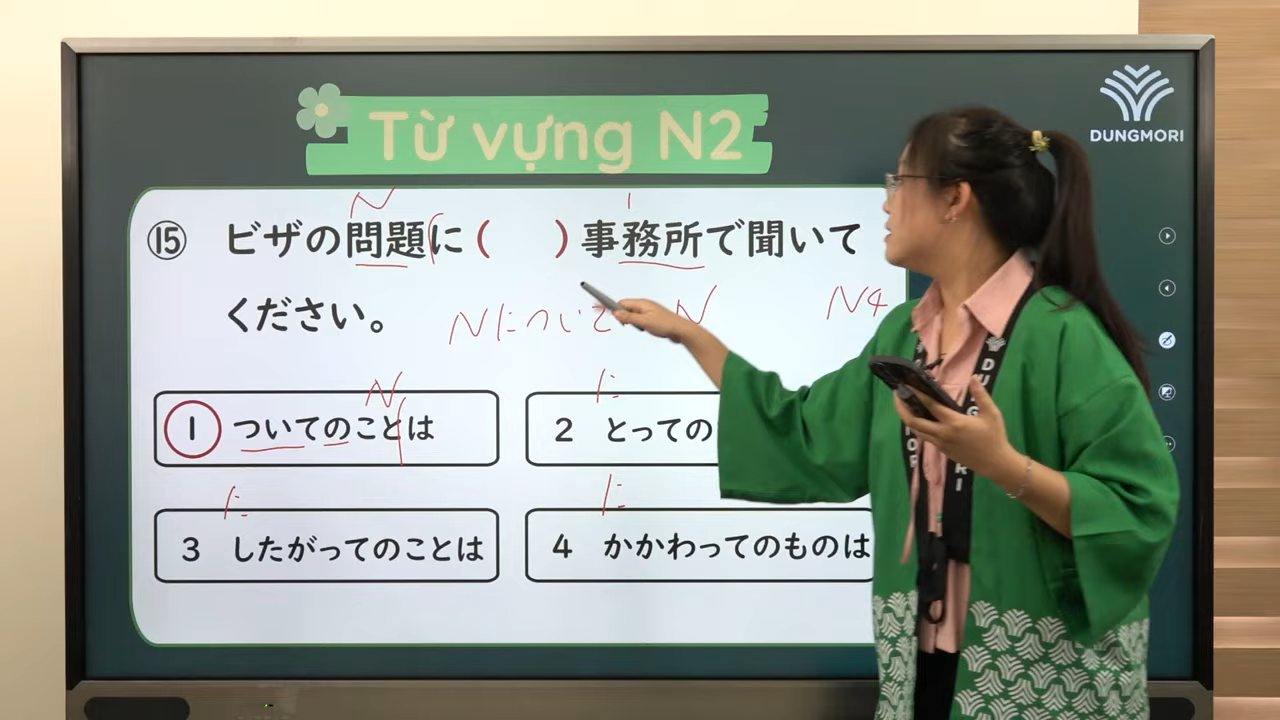 Từ vựng N2
DUNGMORI
N
⑮ ビザの問題に( )事務所で聞いて
ください。
Nについて
N
N4
N
1 ついてのことは
に
2 とっての
に
3 したがってのことは
に
4 かかわってのものは